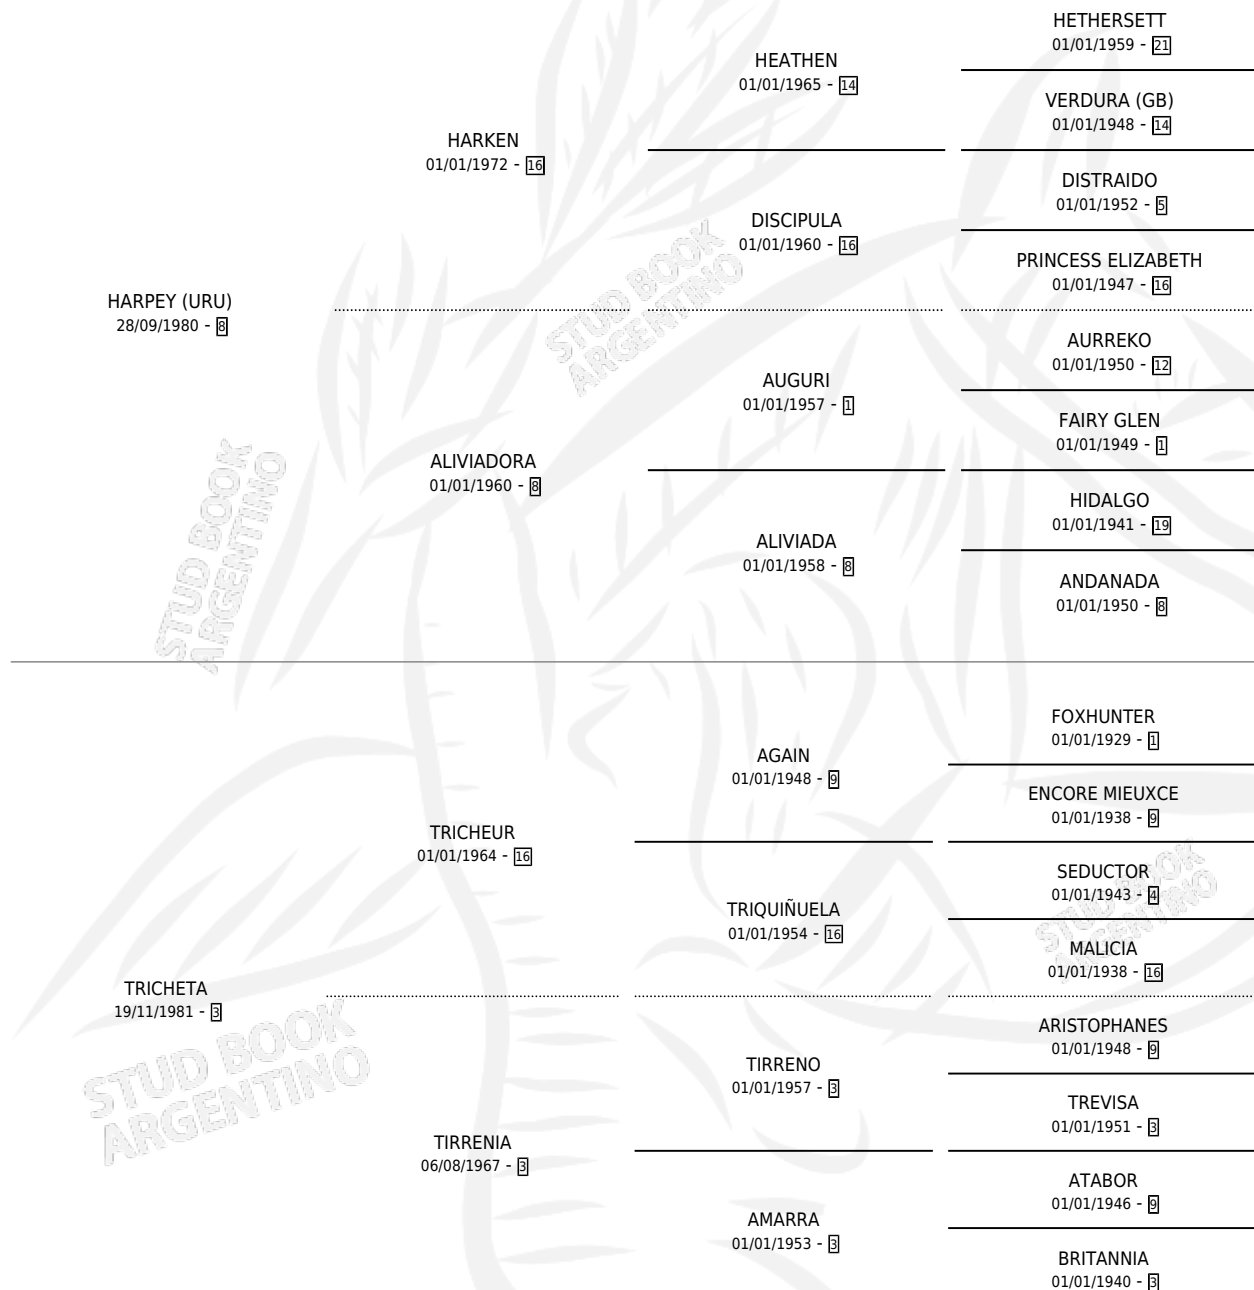 HARPEY (URU)
28/09/1980 - 8
HARKEN
01/01/1972 - 16
ALIVIADORA
01/01/1960 - 8
HEATHEN
01/01/1965 - 14
DISCIPULA
01/01/1960 - 16
AUGURI
01/01/1957 - 1
ALIVIADA
01/01/1958 - 8
HETHERSETT
01/01/1959 - 21
VERDURA (GB)
01/01/1948 - 14
DISTRAIDO
01/01/1952 - 5
PRINCESS ELIZABETH
01/01/1947 - 16
AURREKO
01/01/1950 - 12
FAIRY GLEN
01/01/1949 - 1
HIDALGO
01/01/1941 - 19
ANDANADA
01/01/1950 - 8
TRICHETA
19/11/1981 - 3
TRICHEUR
01/01/1964 - 16
TIRRENIA
06/08/1967 - 3
AGAIN
01/01/1948 - 9
TRIQUIÑUELA
01/01/1954 - 16
TIRRENO
01/01/1957 - 3
AMARRA
01/01/1953 - 3
FOXHUNTER
01/01/1929 - 1
ENCORE MIEUXCE
01/01/1938 - 9
SEDUCTOR
01/01/1943 - 4
MALICIA
01/01/1938 - 16
ARISTOPHANES
01/01/1948 - 9
TREVISA
01/01/1951 - 3
ATABOR
01/01/1946 - 9
BRITANNIA
01/01/1940 - 3
STUD BOOK
ARGENTINO
STUD BOOK
ARGENTINO
STUD BOOK
ARGENTINO
STUD BOOK
ARGENTINO